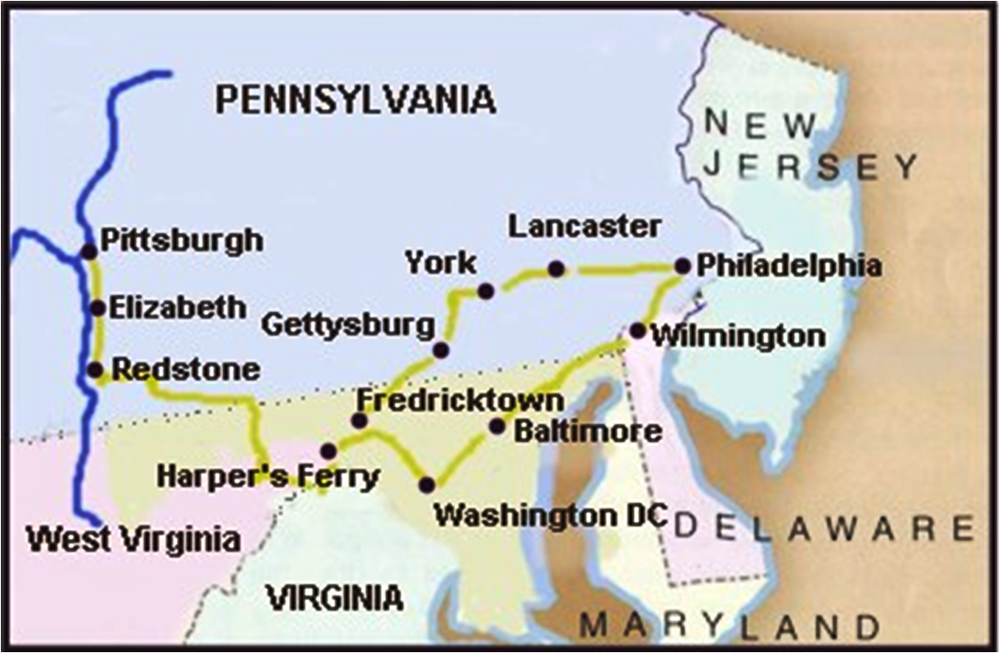 PENNSYLVANIA
NEW
JERSEY
Lancaster
Pittsburgh
York
Philadelphia
Elizabeth
Gettysburg
Wilmington
Redstone
Fredricktown
Baltimore
Harper's Ferry
Washington DC
DELAWARE
West Virginia
VIRGINIA
MARYLAND